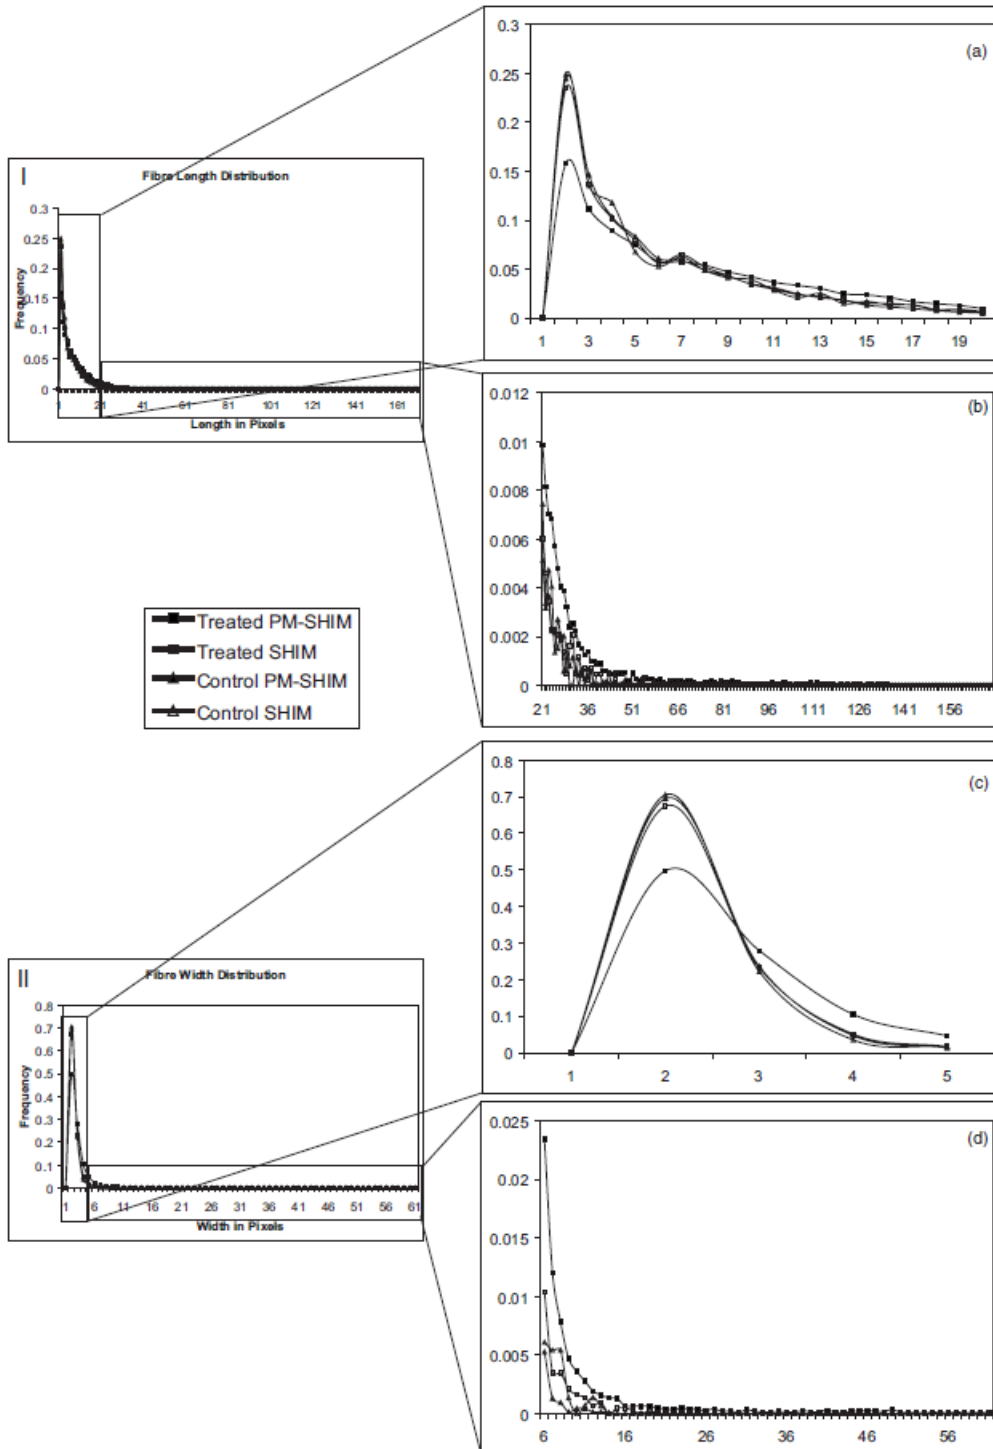 0.3
(a)
0.25
0.2
0.15
0.1
0.05
0
1 3 5 7 9 11 13 15 17 19
I
Fibre Length Distribution
0.3
0.25
0.2
0.15
0.1
0.05
0
Frequency
1 21 41 61 81 101 121 141 161
Length in Pixels
0.012
(b)
0.01
0.008
0.006
0.004
0.002
0
21 36 51 66 81 96 111 126 141 156
Treated PM-SHIM
Treated SHIM
Control PM-SHIM
Control SHIM
0.8
(c)
0.7
0.6
0.5
0.4
0.3
0.2
0.1
0
1 2 3 4 5
II
Fibre Width Distribution
0.8
0.7
0.6
0.5
0.4
0.3
0.2
0.1
0
Frequency
1 6 11 16 21 26 31 36 41 46 51 56 61
Width in Pixels
0.025
(d)
0.02
0.015
0.01
0.005
0
6 16 26 36 46 56